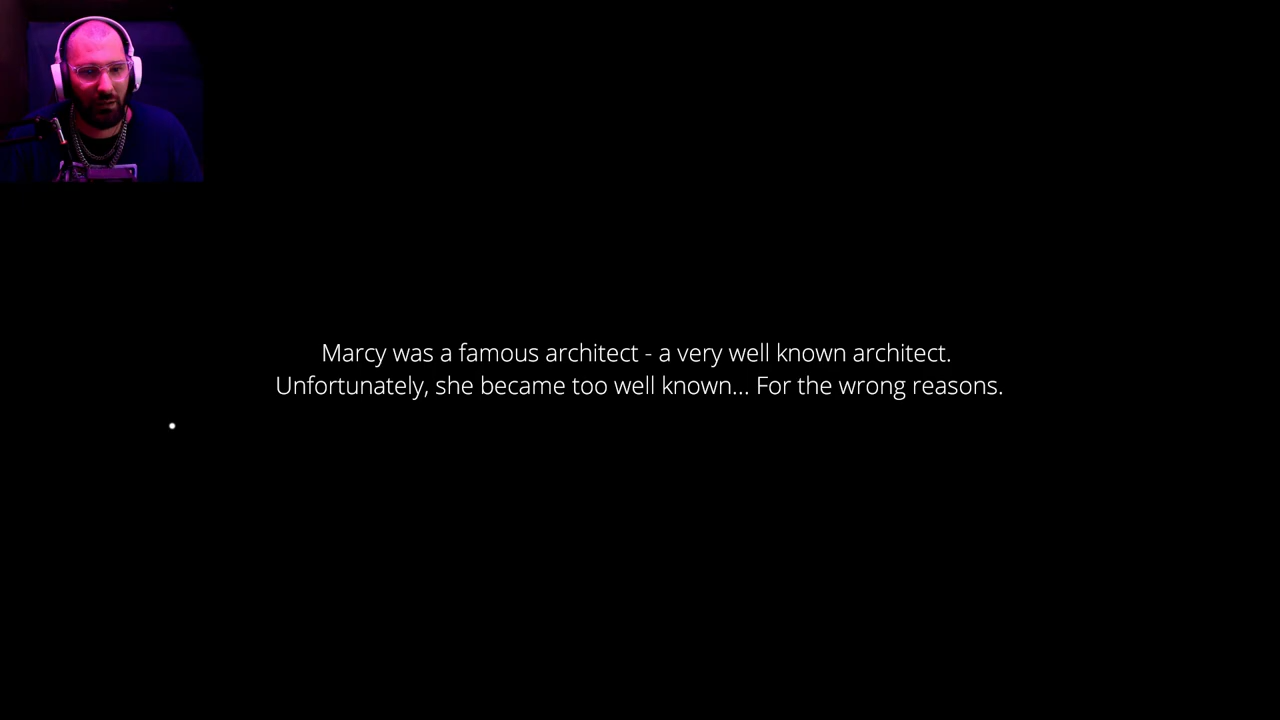 Marcy was a famous architect - a very well known architect.
Unfortunately, she became too well known... For the wrong reasons.